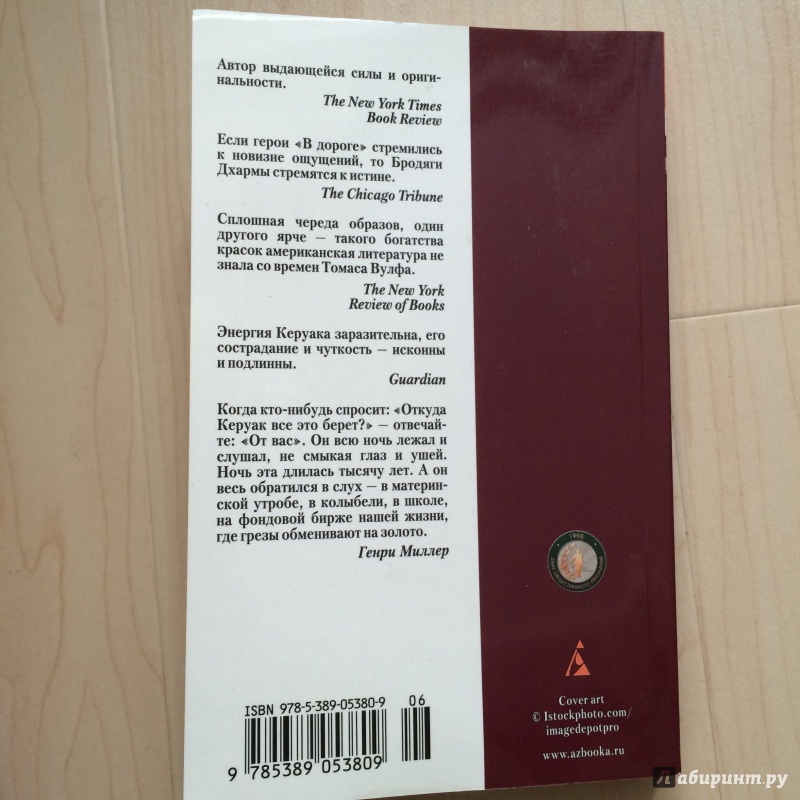 Автор выдающейся силы и ориги-
нальности.
The New York Times
Book Review
Если герои «В дороге» стремились
к новизне ощущений, то Бродяги
Дхармы стремятся к истине.
The Chicago Tribune
Сплошная череда образов, один
другого ярче — такого богатства
красок американская литература не
знала со времен Томаса Вулфа.
The New York
Review of Books
Энергия Керуака заразительна, его
сострадание и чуткость — исконны
и подлинны.
Guardian
Когда кто-нибудь спросит: «Откуда
Керуак все это берет?» — отвечай-
те: «От вас». Он всю ночь лежал и
слушал, не смыкая глаз и ушей.
Ночь эта длилась тысячу лет. А он
весь обратился в слух — в материн-
ской утробе, в колыбели, в школе,
на фондовой бирже нашей жизни,
где грезы обменивают на золото.
Генри Миллер
ISBN 978-5-389-05380-9
06
9 785389 053809
1996
Cover art
© Istockphoto.com/
imagedepotpro
www.azbooka.ru
Лабиринт.ру